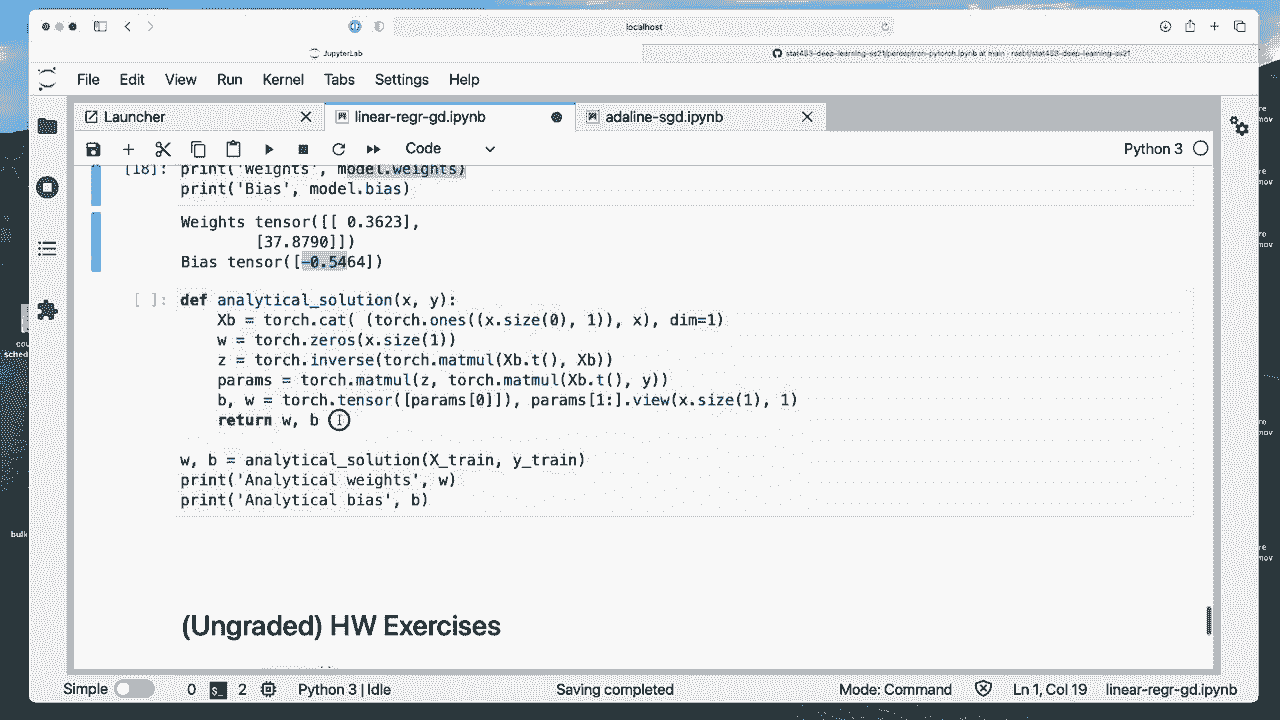 localhost
JupyterLab
stat453-deep-learning-ss21/perceptron-pytorch.ipynb at main · rasbt/stat453-deep-learning-ss21
File Edit View Run Kernel Tabs Settings Help
Launcher
linear-regr-gd.ipynb
adaline-sgd.ipynb
Code
Python 3
[18]: print('Weights', model.weights)
print('Bias', model.bias)
Weights tensor([[ 0.3623],
[37.8790]])
Bias tensor([-0.5464])
[ ]: def analytical_solution(x, y):
Xb = torch.cat( (torch.ones((x.size(0), 1)), x), dim=1)
w = torch.zeros(x.size(1))
z = torch.inverse(torch.matmul(Xb.t(), Xb))
params = torch.matmul(z, torch.matmul(Xb.t(), y))
b, w = torch.tensor([params[0]]), params[1:].view(x.size(1), 1)
return w, b
w, b = analytical_solution(X_train, y_train)
print('Analytical weights', w)
print('Analytical bias', b)
(Ungraded) HW Exercises
Simple 0 $_ 2 Python 3 | Idle Saving completed Mode: Command Ln 1, Col 19 linear-regr-gd.ipynb